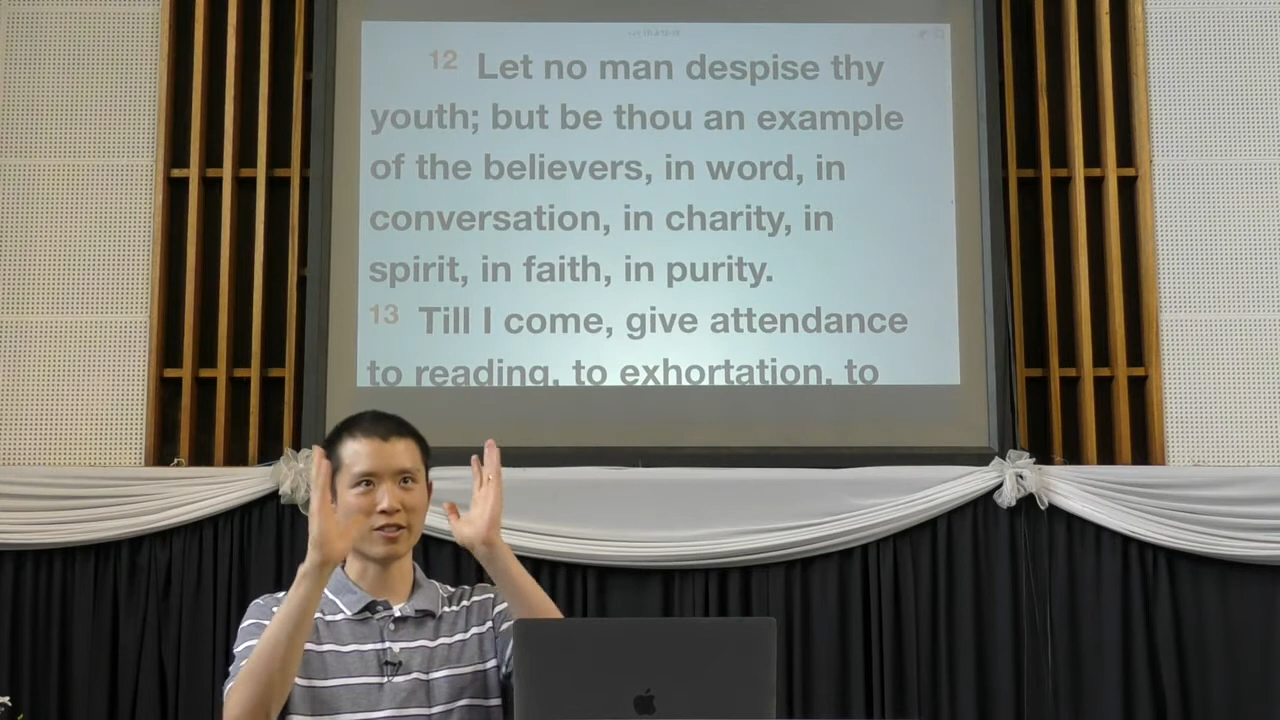 12 Let no man despise thy
youth; but be thou an example
of the believers, in word, in
conversation, in charity, in
spirit, in faith, in purity.
13 Till I come, give attendance
to reading, to exhortation, to